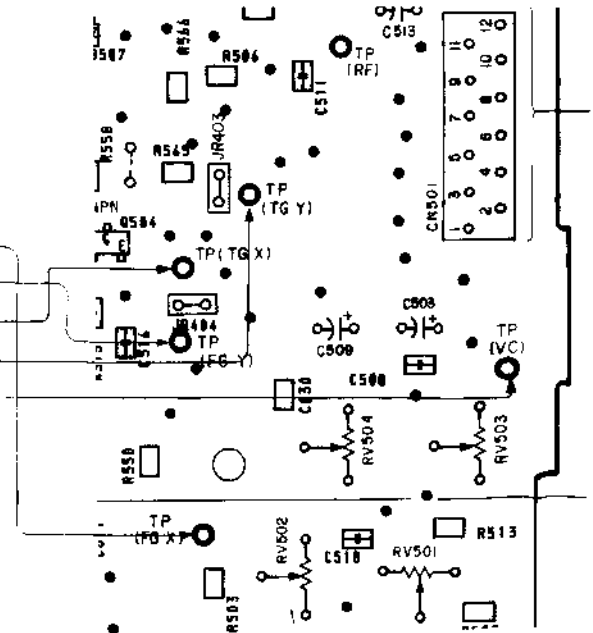 C513
R566
R506
TP
(RF)
C511
12
11
10
9
8
7
6
5
4
3
2
1
CN501
JR403
R558
R565
TP
(TG Y)
Q504
TP(TG X)
JR404
TP
(FG Y)
C509
C503
TP
(VC)
C508
C030
RV504
RV503
R550
TP
(FG X)
RV502
C518
RV501
R513
R503